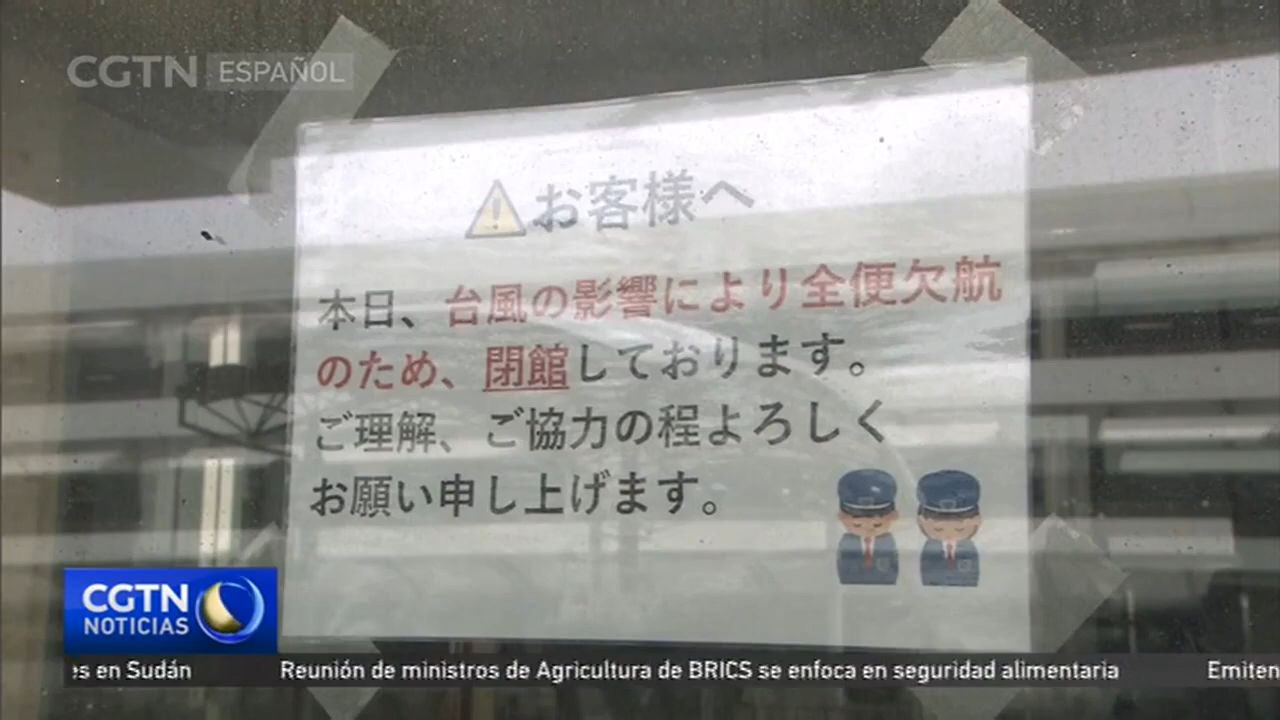 CGTN ESPAÑOL
お客様へ
本日、台風の影響により全便欠航
のため、閉館しております。
ご理解、ご協力の程よろしく
お願い申し上げます。
CGTN
NOTICIAS
es en Sudán Reunión de ministros de Agricultura de BRICS se enfoca en seguridad alimentaria Emiten